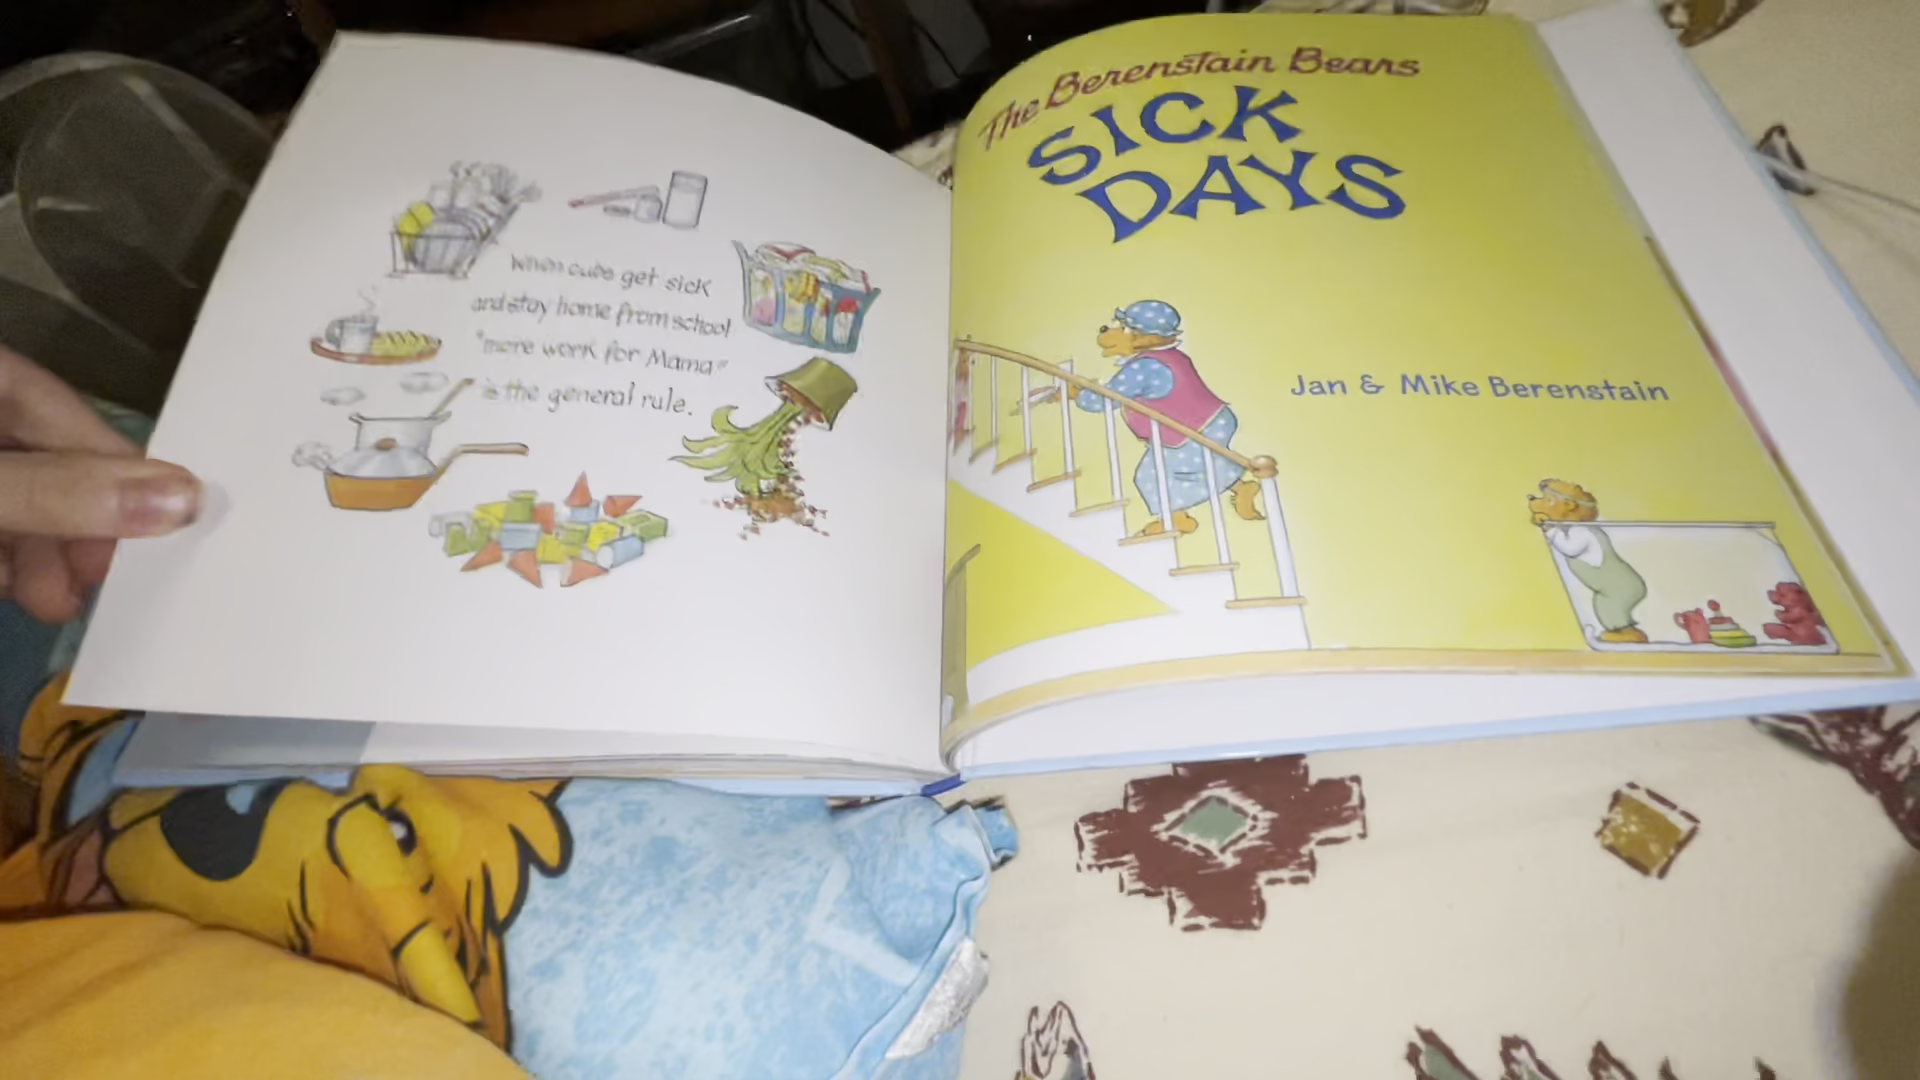 When cubs get sick
and stay home from school
"more work for Mama"
is the general rule.
The Berenstain Bears
SICK
DAYS
Jan & Mike Berenstain